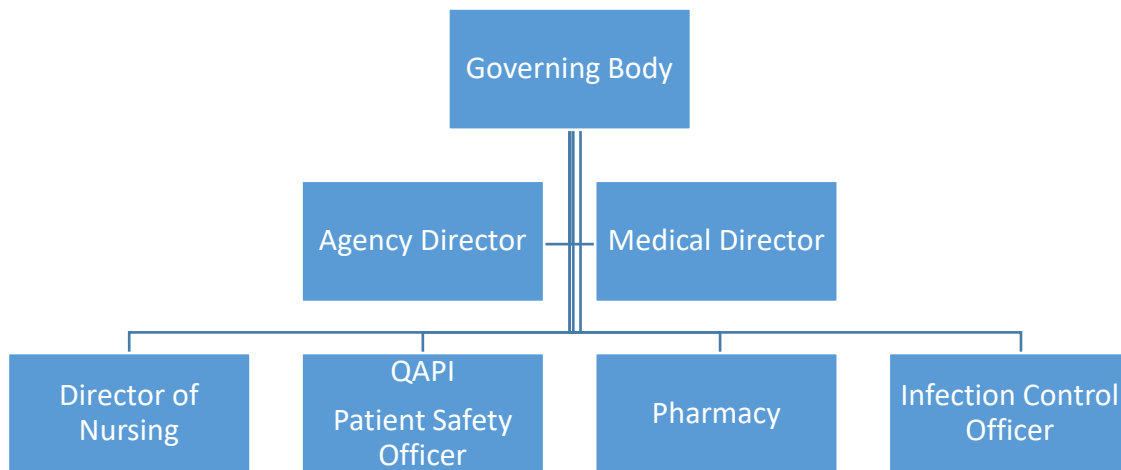 Governing Body
Agency Director
Medical Director
Director of
Nursing
QAPI
Patient Safety
Officer
Pharmacy
Infection Control
Officer